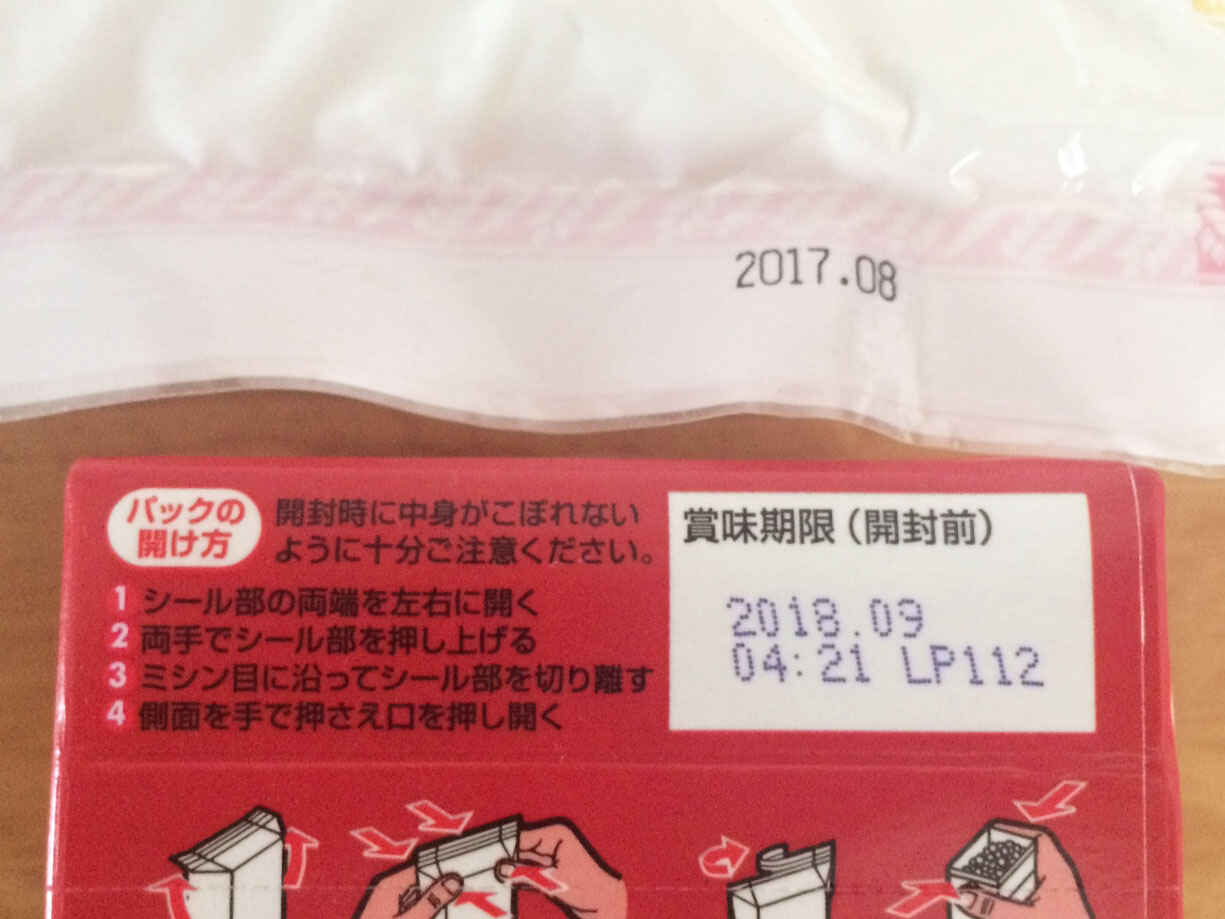 2017.08
パックの
開け方
開封時に中身がこぼれない
ように十分ご注意ください。
1 シール部の両端を左右に開く
2 両手でシール部を押し上げる
3 ミシン目に沿ってシール部を切り離す
4 側面を手で押さえ口を押し開く
賞味期限(開封前)
2018.09
04:21 LP112